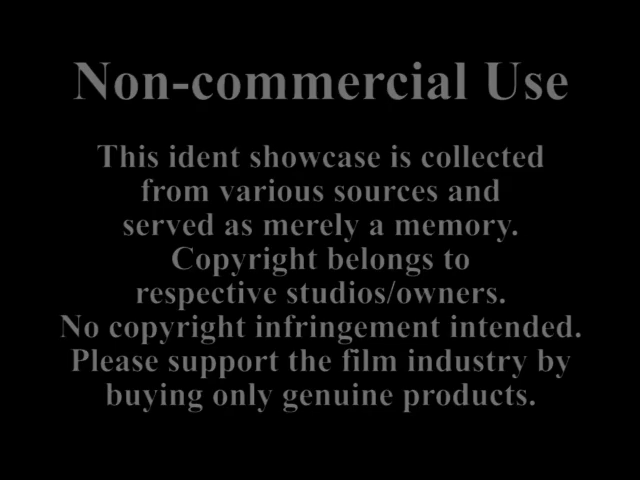 Non-commercial Use
This ident showcase is collected
from various sources and
served as merely a memory.
Copyright belongs to
respective studios/owners.
No copyright infringement intended.
Please support the film industry by
buying only genuine products.